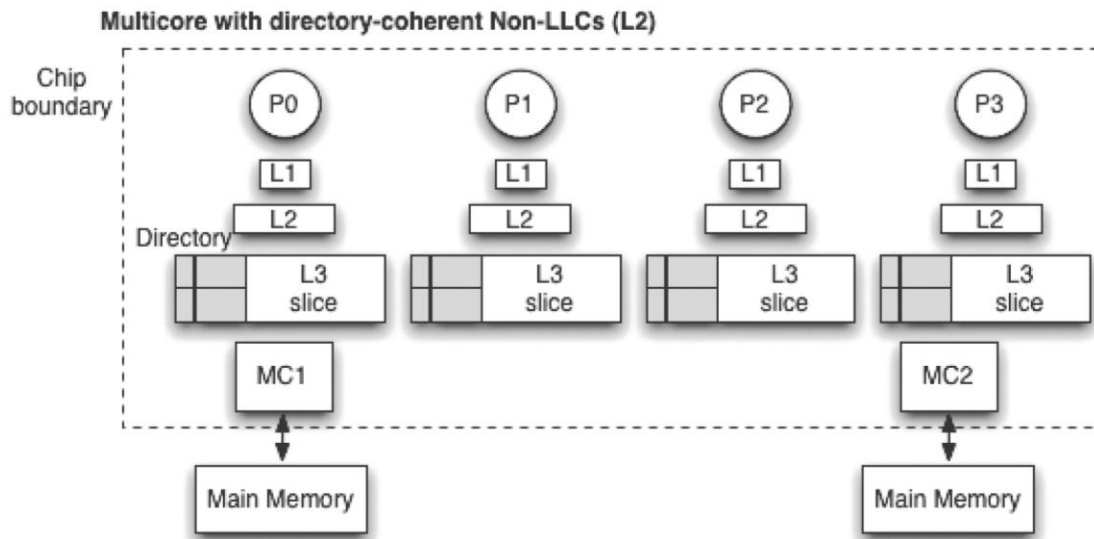 Multicore with directory-coherent Non-LLCs (L2)
Chip
boundary
P0 P1 P2 P3
L1 L1 L1 L1
L2 L2 L2 L2
Directory
L3 L3 L3 L3
slice slice slice slice
MC1 MC2
Main Memory Main Memory